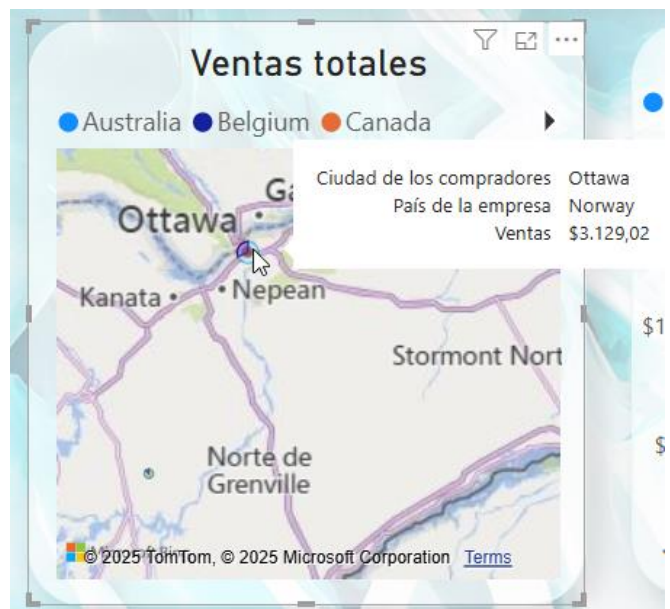 Ventas totales
Australia Belgium Canada
Ciudad de los compradores Ottawa
País de la empresa Norway
Ventas $3.129,02
Ottawa
Kanata
Nepean
$1
Stormont Nort
$
Norte de
Grenville
© 2025 TomTom, © 2025 Microsoft Corporation Terms